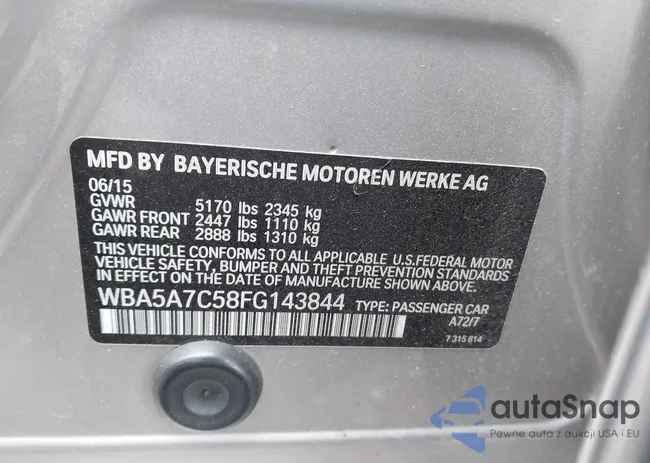 MFD BY BAYERISCHE MOTOREN WERKE AG
06/15
GVWR 5170 lbs 2345 kg
GAWR FRONT 2447 lbs 1110 kg
GAWR REAR 2888 lbs 1310 kg
THIS VEHICLE CONFORMS TO ALL APPLICABLE U.S.FEDERAL MOTOR
VEHICLE SAFETY, BUMPER AND THEFT PREVENTION STANDARDS IN
EFFECT ON THE DATE OF MANUFACTURE SHOWN ABOVE.
WBA5A7C58FG143844 TYPE: PASSENGER CAR
A72/7
7 315 814
autaSnap
Pewne auta z aukcji USA i EU